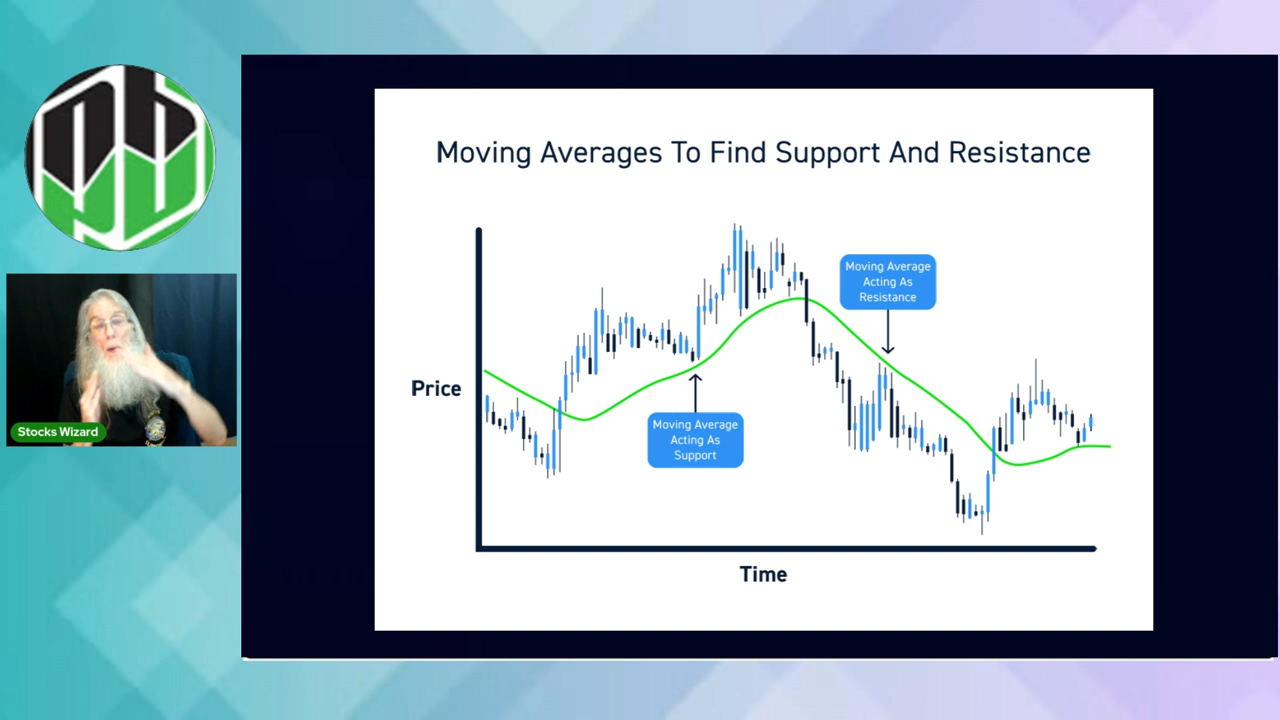 Moving Averages To Find Support And Resistance
Moving Average
Acting As
Resistance
Price
Moving Average
Acting As
Support
Stocks Wizard
Time